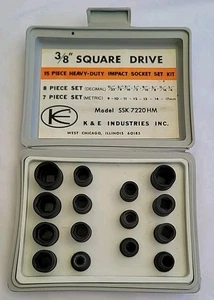 3/8" SQUARE DRIVE
15 PIECE HEAVY-DUTY IMPACT SOCKET SET KIT
8 PIECE SET (DECIMAL)
7 PIECE SET (METRIC)
Model SSK 7220HM
K & E INDUSTRIES INC.
WEST CHICAGO, ILLINOIS 60185